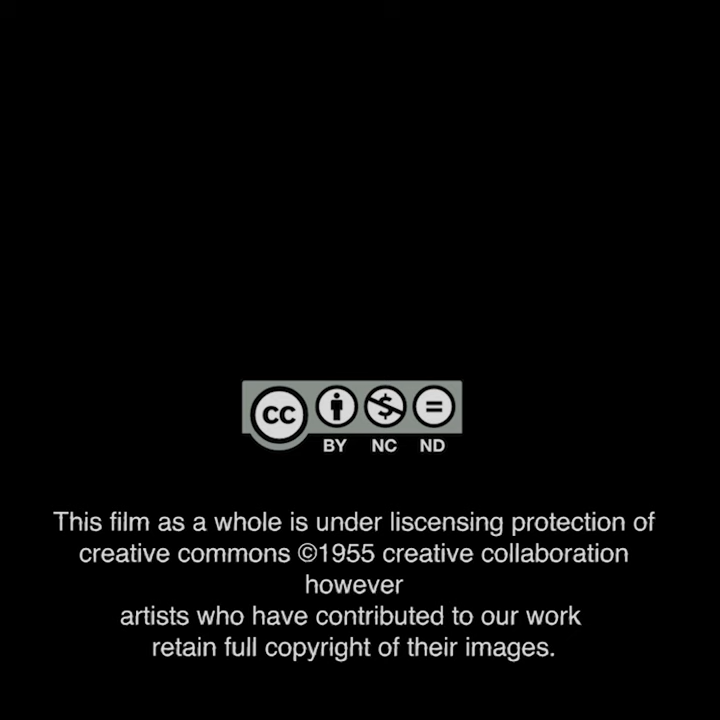 CC
BY NC ND
This film as a whole is under liscensing protection of
creative commons ©1955 creative collaboration
however
artists who have contributed to our work
retain full copyright of their images.